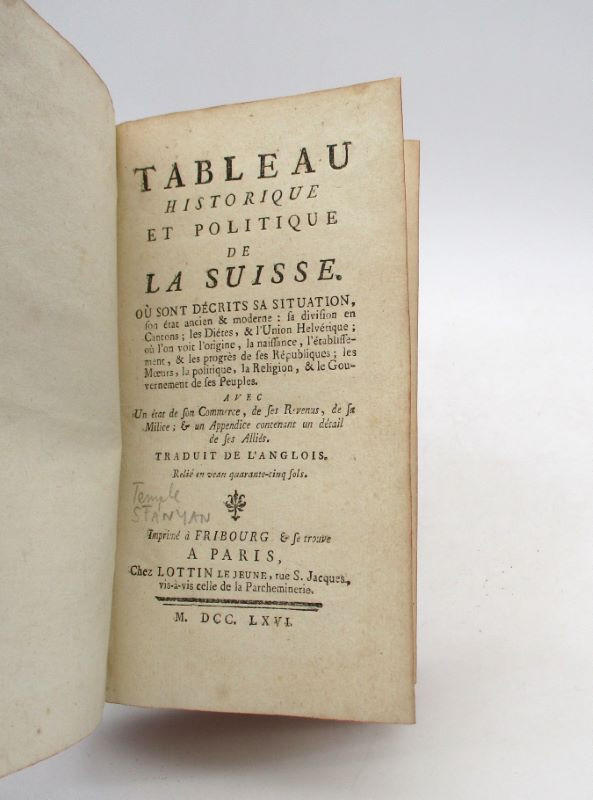 TABLEAU
HISTORIQUE
ET POLITIQUE
DE
LA SUISSE.
OÙ SONT DÉCRITS SA SITUATION,
ſon état ancien & moderne : ſa diviſion en
Cantons ; les Diétes, & l'Union Helvétique ;
où l'on voit l'origine, la naiſſance, l'établiſſe-
ment, & les progrès de ſes Républiques ; les
Mœurs, la politique, la Religion, & le Gou-
vernement de ſes Peuples.
AVEC
Un état de ſon Commerce, de ſes Revenus, de ſa
Milice ; & un Appendice contenant un détail
de ſes Alliés.
TRADUIT DE L'ANGLOIS.
Relié en veau quarante-cinq ſols.
Temple
STANYAN
Imprimé à FRIBOURG & ſe trouve
A PARIS,
Chez LOTTIN LE JEUNE, rue S. Jacques,
vis-à-vis celle de la Parcheminerie.
M. DCC. LXVI.